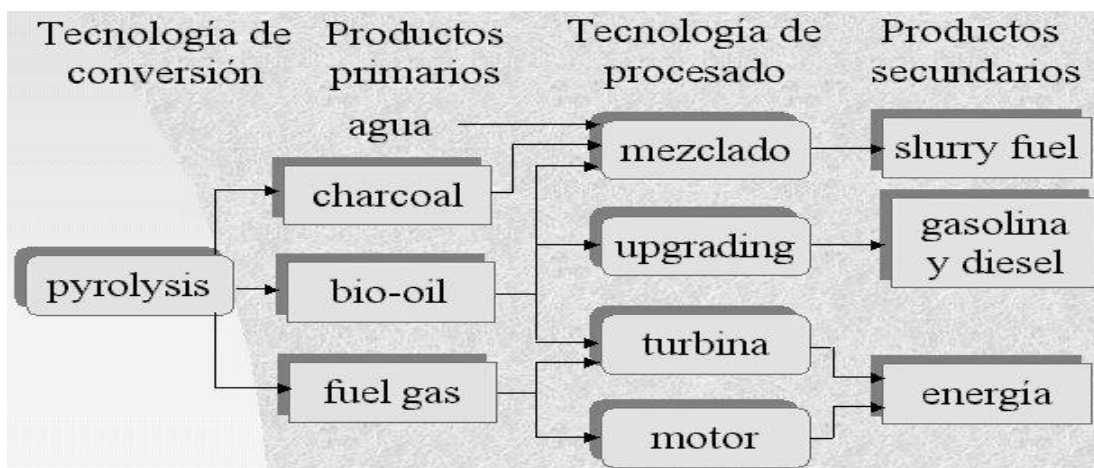 Tecnología de
conversión
Productos
primarios
Tecnología de
procesado
Productos
secundarios
agua
mezclado
slurry fuel
charcoal
upgrading
gasolina
y diesel
pyrolysis
bio-oil
turbina
fuel gas
energía
motor